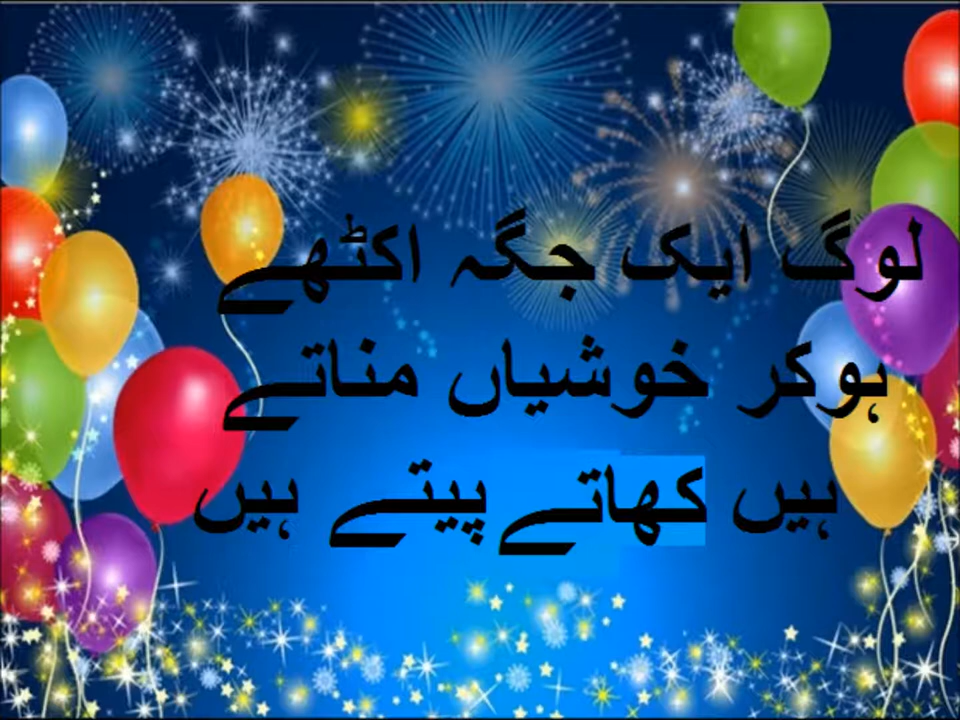 لوگ ایک جگہ اکٹھے
ہوکر خوشیاں مناتے
ہیں کھاتے پیتے ہیں